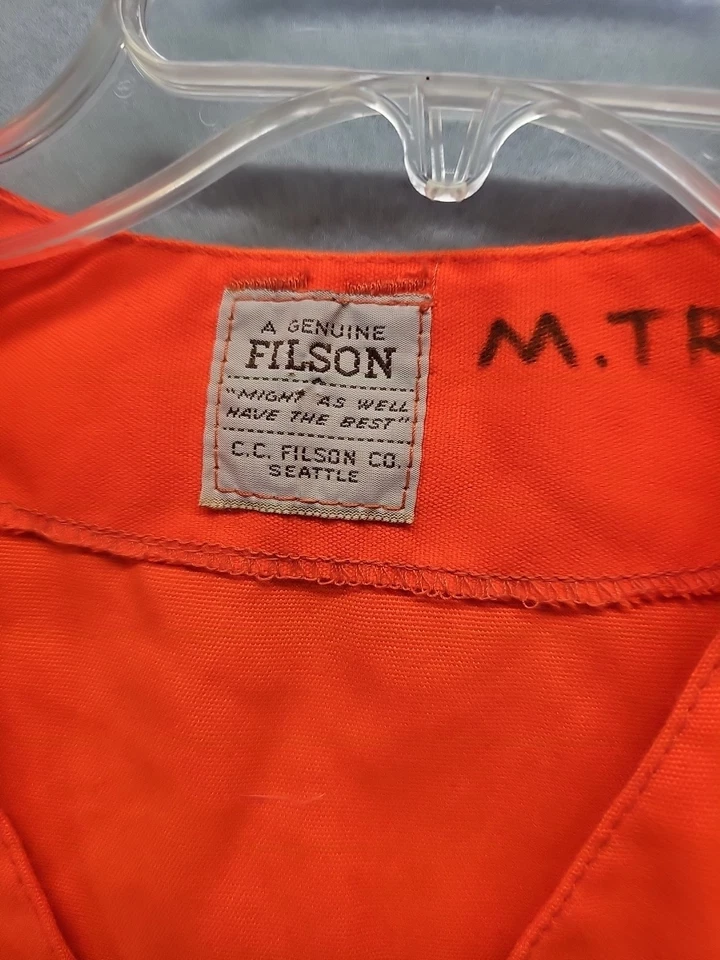 A GENUINE
FILSON
"MIGHT AS WELL
HAVE THE BEST"
C.C. FILSON CO.
SEATTLE
M.TR